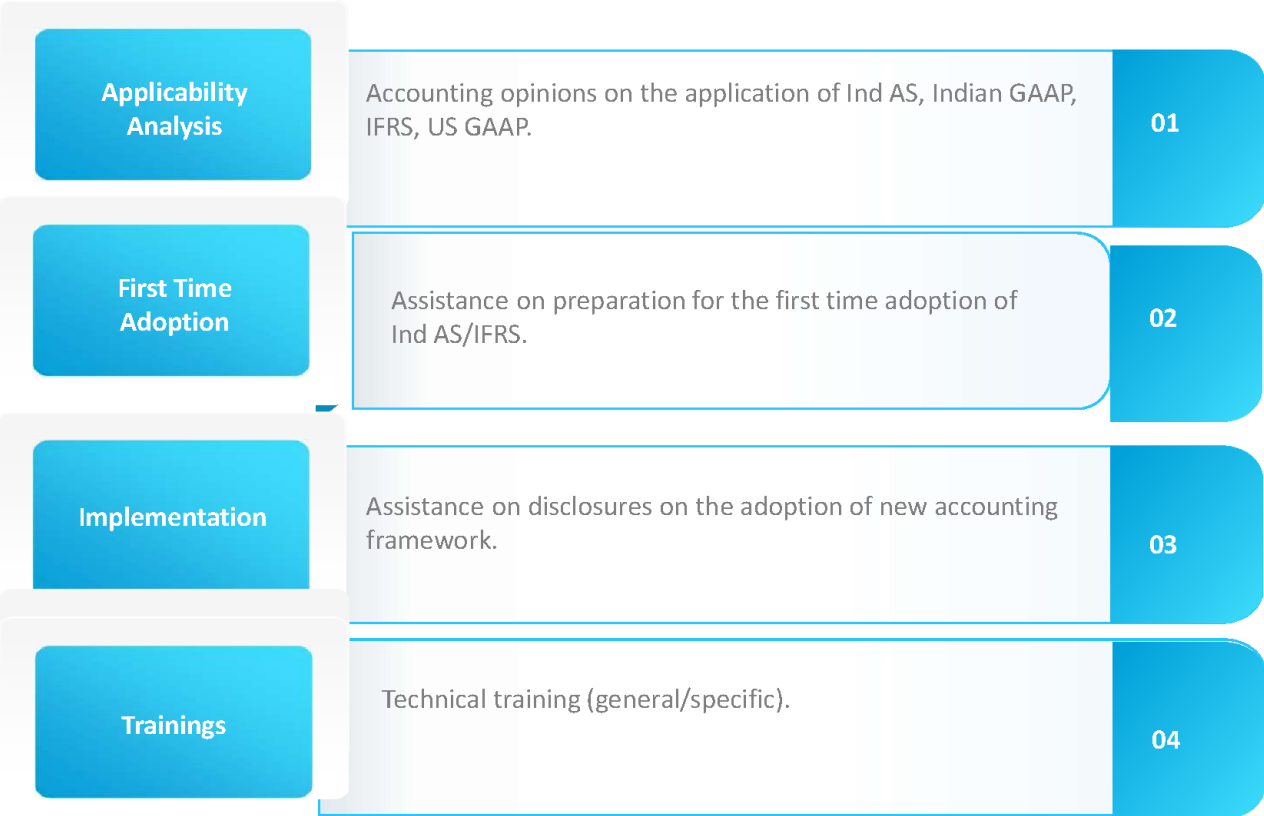 Applicability
Analysis
Accounting opinions on the application of Ind AS, Indian GAAP,
IFRS, US GAAP.
01
First Time
Adoption
Assistance on preparation for the first time adoption of
Ind AS/IFRS.
02
Implementation
Assistance on disclosures on the adoption of new accounting
framework.
03
Trainings
Technical training (general/specific).
04